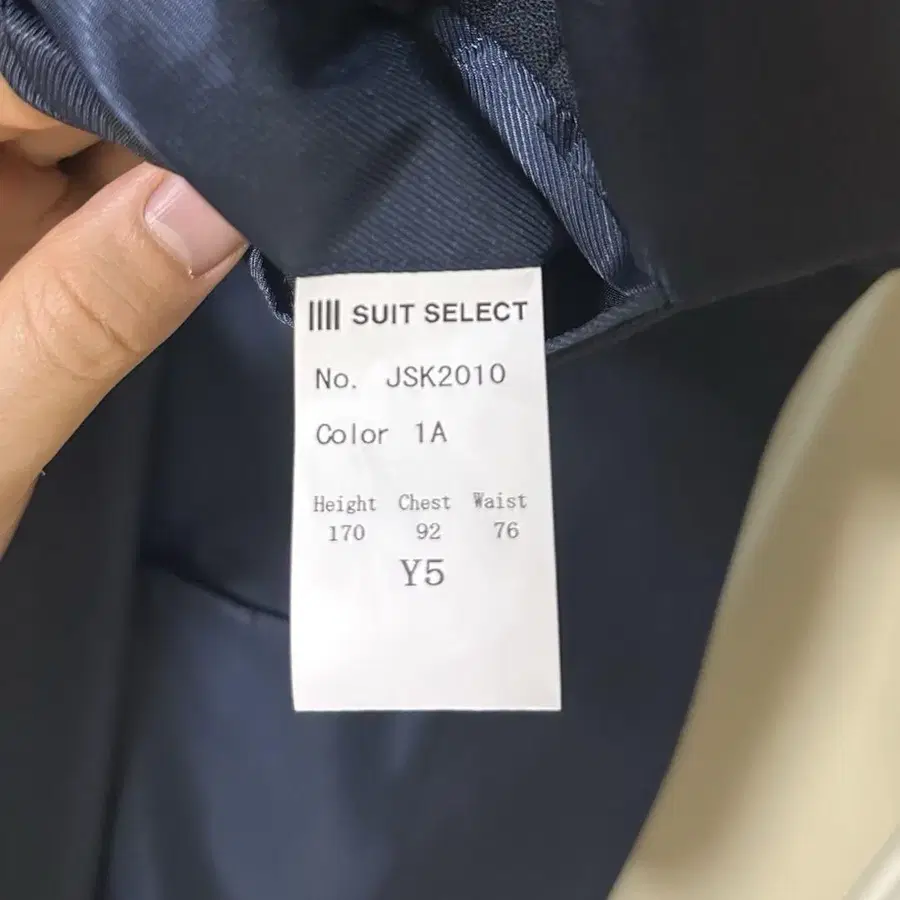 SUIT SELECT
No. JSK2010
Color 1A
Height Chest Waist
170 92 76
Y5